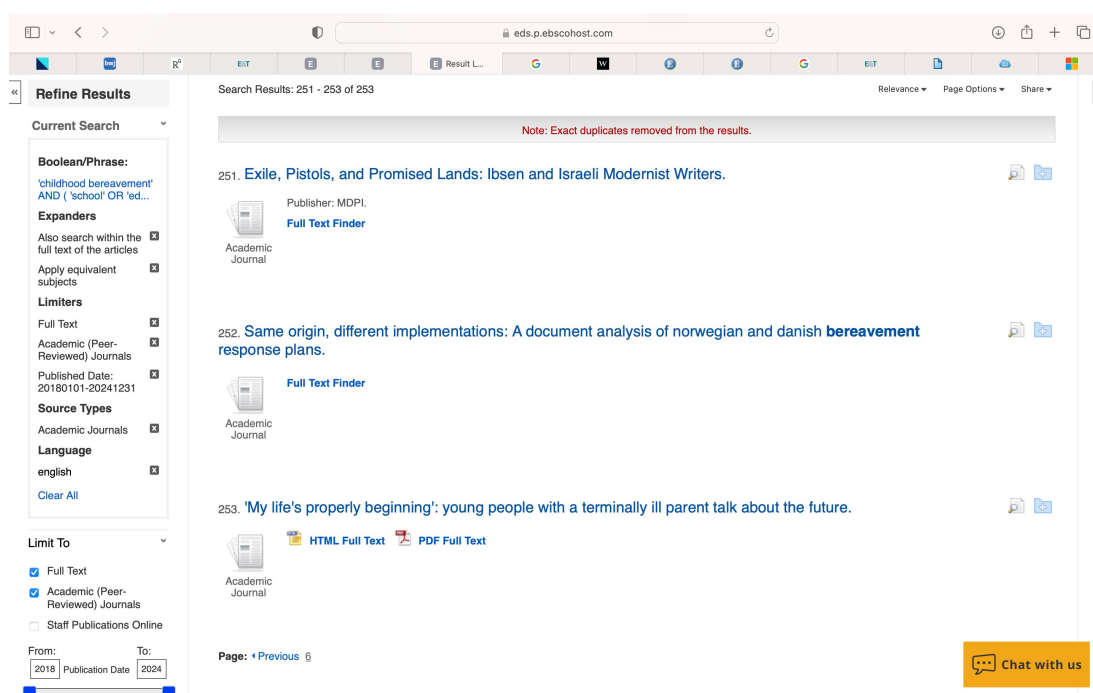 eds.p.ebscohost.com
bmj
R⁶
E&T
E
E
E Result L...
G
W
G
E&T
«
Refine Results
Current Search
Boolean/Phrase:
'childhood bereavement'
AND ( 'school' OR 'ed...
Expanders
Also search within the
full text of the articles
Apply equivalent
subjects
Limiters
Full Text
Academic (Peer-
Reviewed) Journals
Published Date:
20180101-20241231
Source Types
Academic Journals
Language
english
Clear All
Limit To
Full Text
Academic (Peer-
Reviewed) Journals
Staff Publications Online
From: To:
2018 Publication Date 2024
Search Results: 251 - 253 of 253
Relevance Page Options Share
Note: Exact duplicates removed from the results.
251. Exile, Pistols, and Promised Lands: Ibsen and Israeli Modernist Writers.
Publisher: MDPI.
Full Text Finder
Academic
Journal
252. Same origin, different implementations: A document analysis of norwegian and danish bereavement
response plans.
Full Text Finder
Academic
Journal
253. 'My life's properly beginning': young people with a terminally ill parent talk about the future.
HTML Full Text PDF Full Text
Academic
Journal
Page: Previous 6
Chat with us